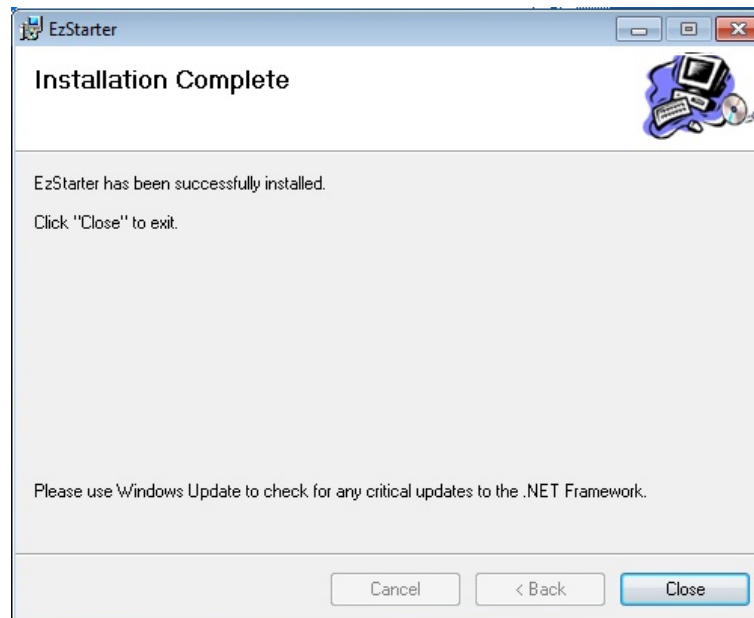 EzStarter
Installation Complete
EzStarter has been successfully installed.
Click "Close" to exit.
Please use Windows Update to check for any critical updates to the .NET Framework.
Cancel
< Back
Close